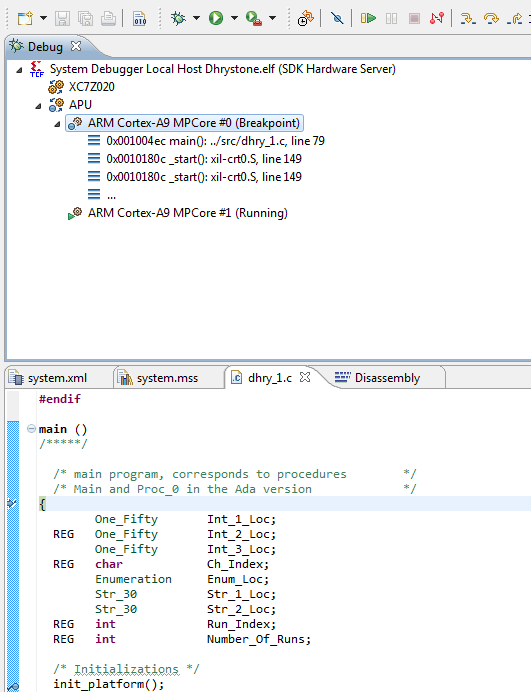 010
Debug
TCF
System Debugger Local Host Dhrystone.elf (SDK Hardware Server)
XC7Z020
APU
ARM Cortex-A9 MPCore #0 (Breakpoint)
0x001004ec main(): ../src/dhry_1.c, line 79
0x0010180c _start(): xil-crt0.S, line 149
0x0010180c _start(): xil-crt0.S, line 149
...
ARM Cortex-A9 MPCore #1 (Running)
system.xml system.mss .c dhry_1.c Disassembly
#endif
main ()
/*****/
/* main program, corresponds to procedures */
/* Main and Proc_0 in the Ada version */
{
One_Fifty Int_1_Loc;
REG One_Fifty Int_2_Loc;
One_Fifty Int_3_Loc;
REG char Ch_Index;
Enumeration Enum_Loc;
Str_30 Str_1_Loc;
Str_30 Str_2_Loc;
REG int Run_Index;
REG int Number_Of_Runs;
/* Initializations */
init_platform();